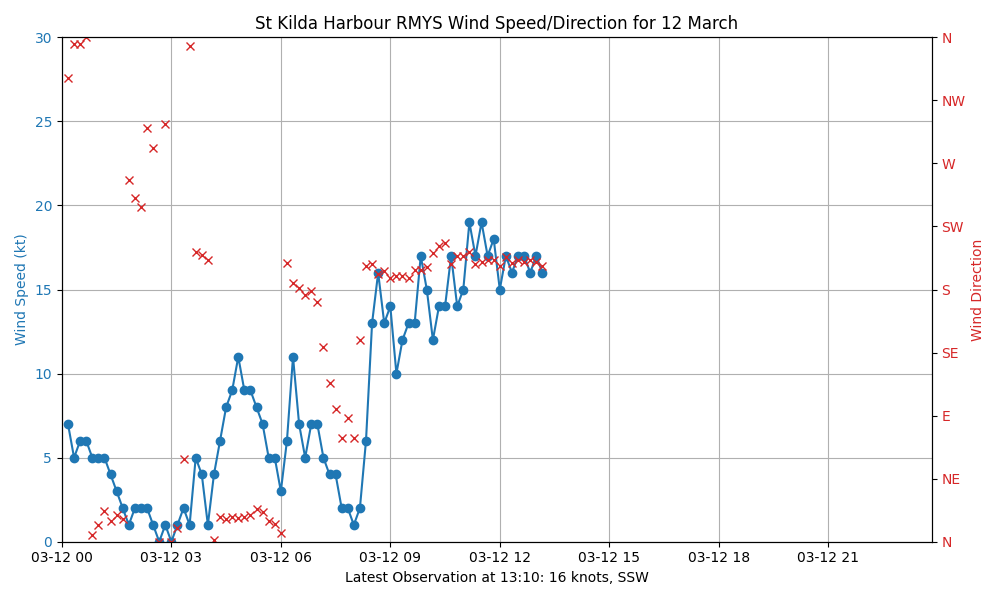 St Kilda Harbour RMYS Wind Speed/Direction for 12 March
30
25
20
15
10
5
0
Wind Speed (kt)
N
NW
W
SW
S
SE
E
NE
N
Wind Direction
03-12 00
03-12 03
03-12 06
03-12 09
03-12 12
03-12 15
03-12 18
03-12 21
Latest Observation at 13:10: 16 knots, SSW